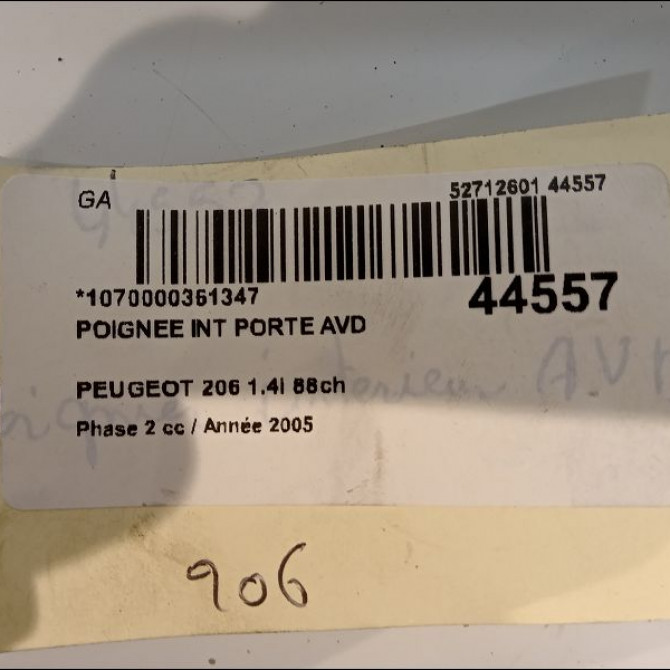 GA 52712601 44557
*1070000361347 44557
POIGNEE INT PORTE AVD
PEUGEOT 206 1.4i 88ch
Phase 2 cc / Année 2005
906